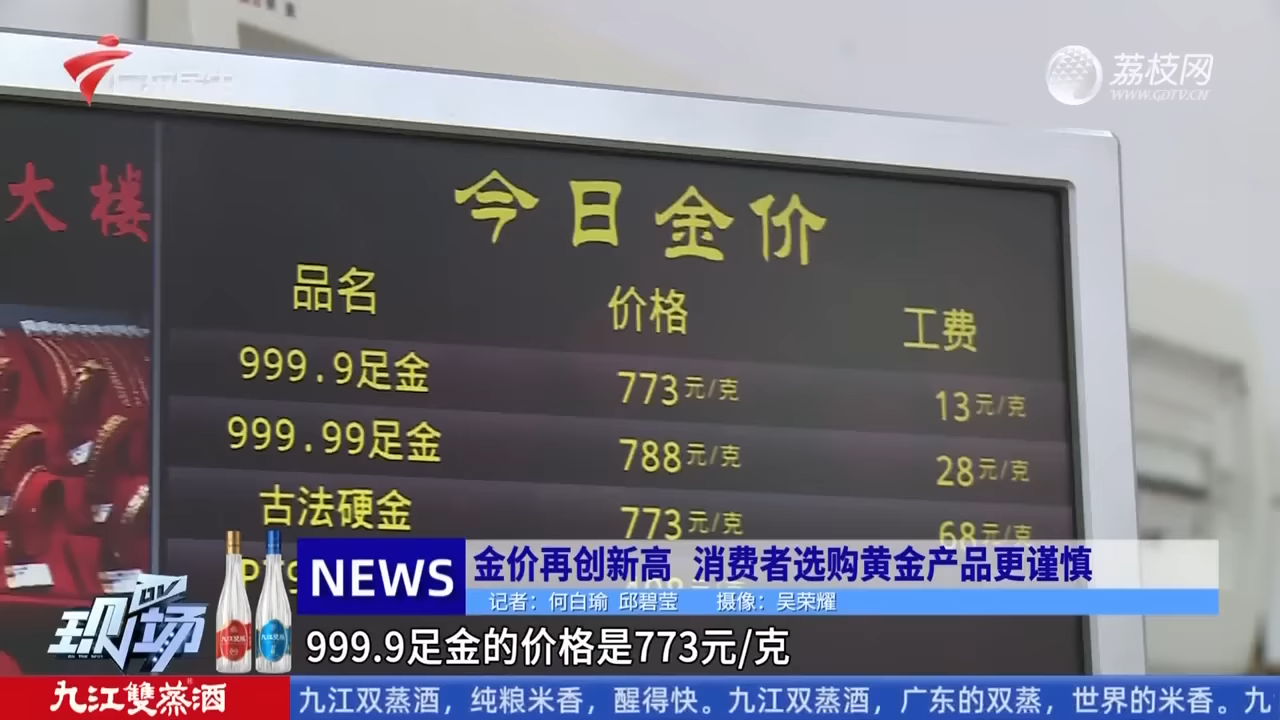 荔枝网
WWW.GDTV.CN
大楼
今日金价
品名 价格 工费
999.9足金 773元/克 13元/克
999.99足金 788元/克 28元/克
古法硬金 773元/克 68元/克
NEWS
金价再创新高 消费者选购黄金产品更谨慎
记者：何白瑜 邱碧莹 摄像：吴荣耀
现场
999.9足金的价格是773元/克
九江雙蒸酒
九江双蒸酒，纯粮米香，醒得快。九江双蒸酒，广东的双蒸，世界的米香。九